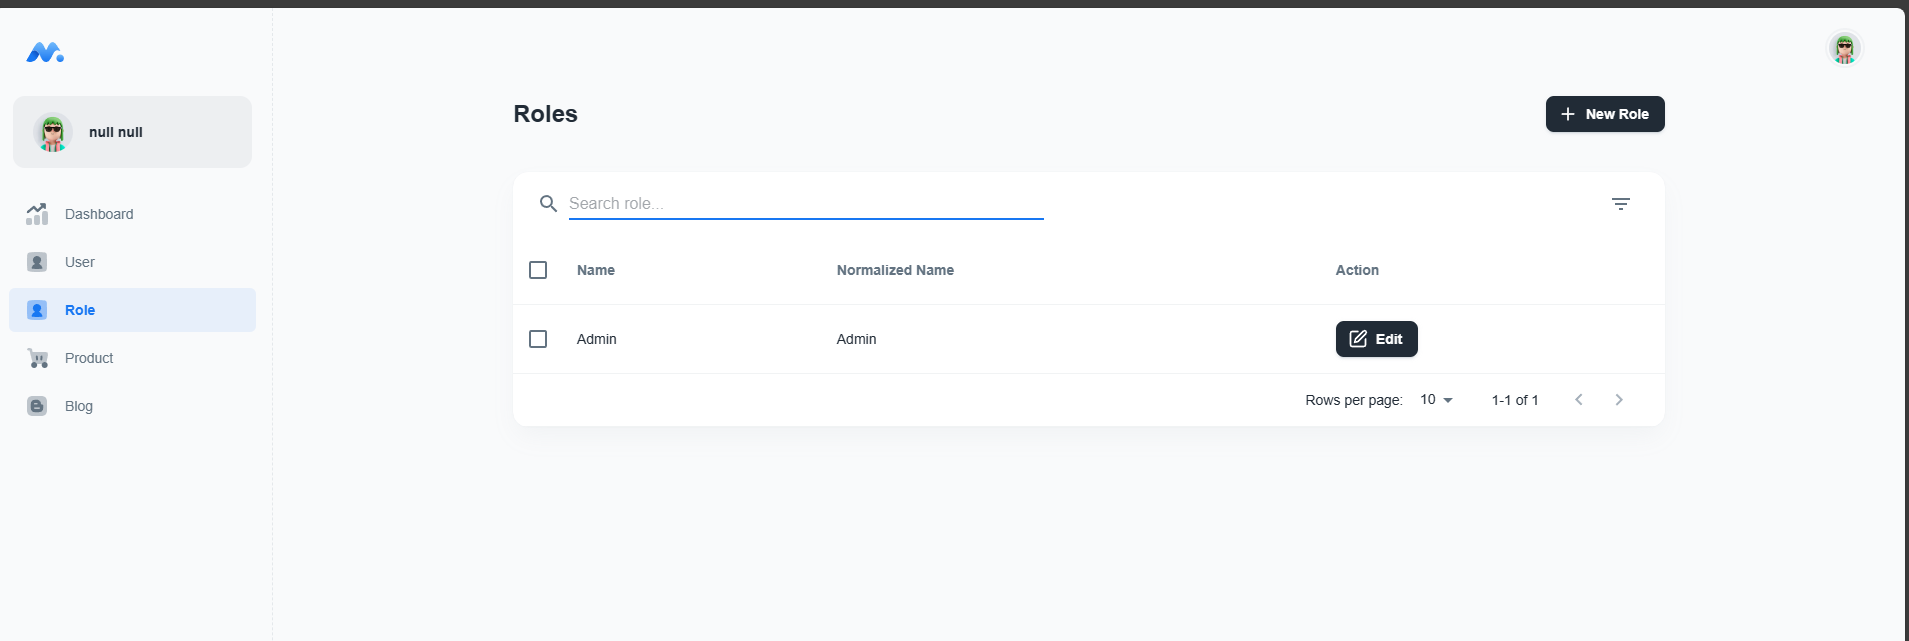 null null
Dashboard
User
Role
Product
Blog
Roles
New Role
Search role...
Name Normalized Name Action
Admin Admin Edit
Rows per page: 10 1-1 of 1